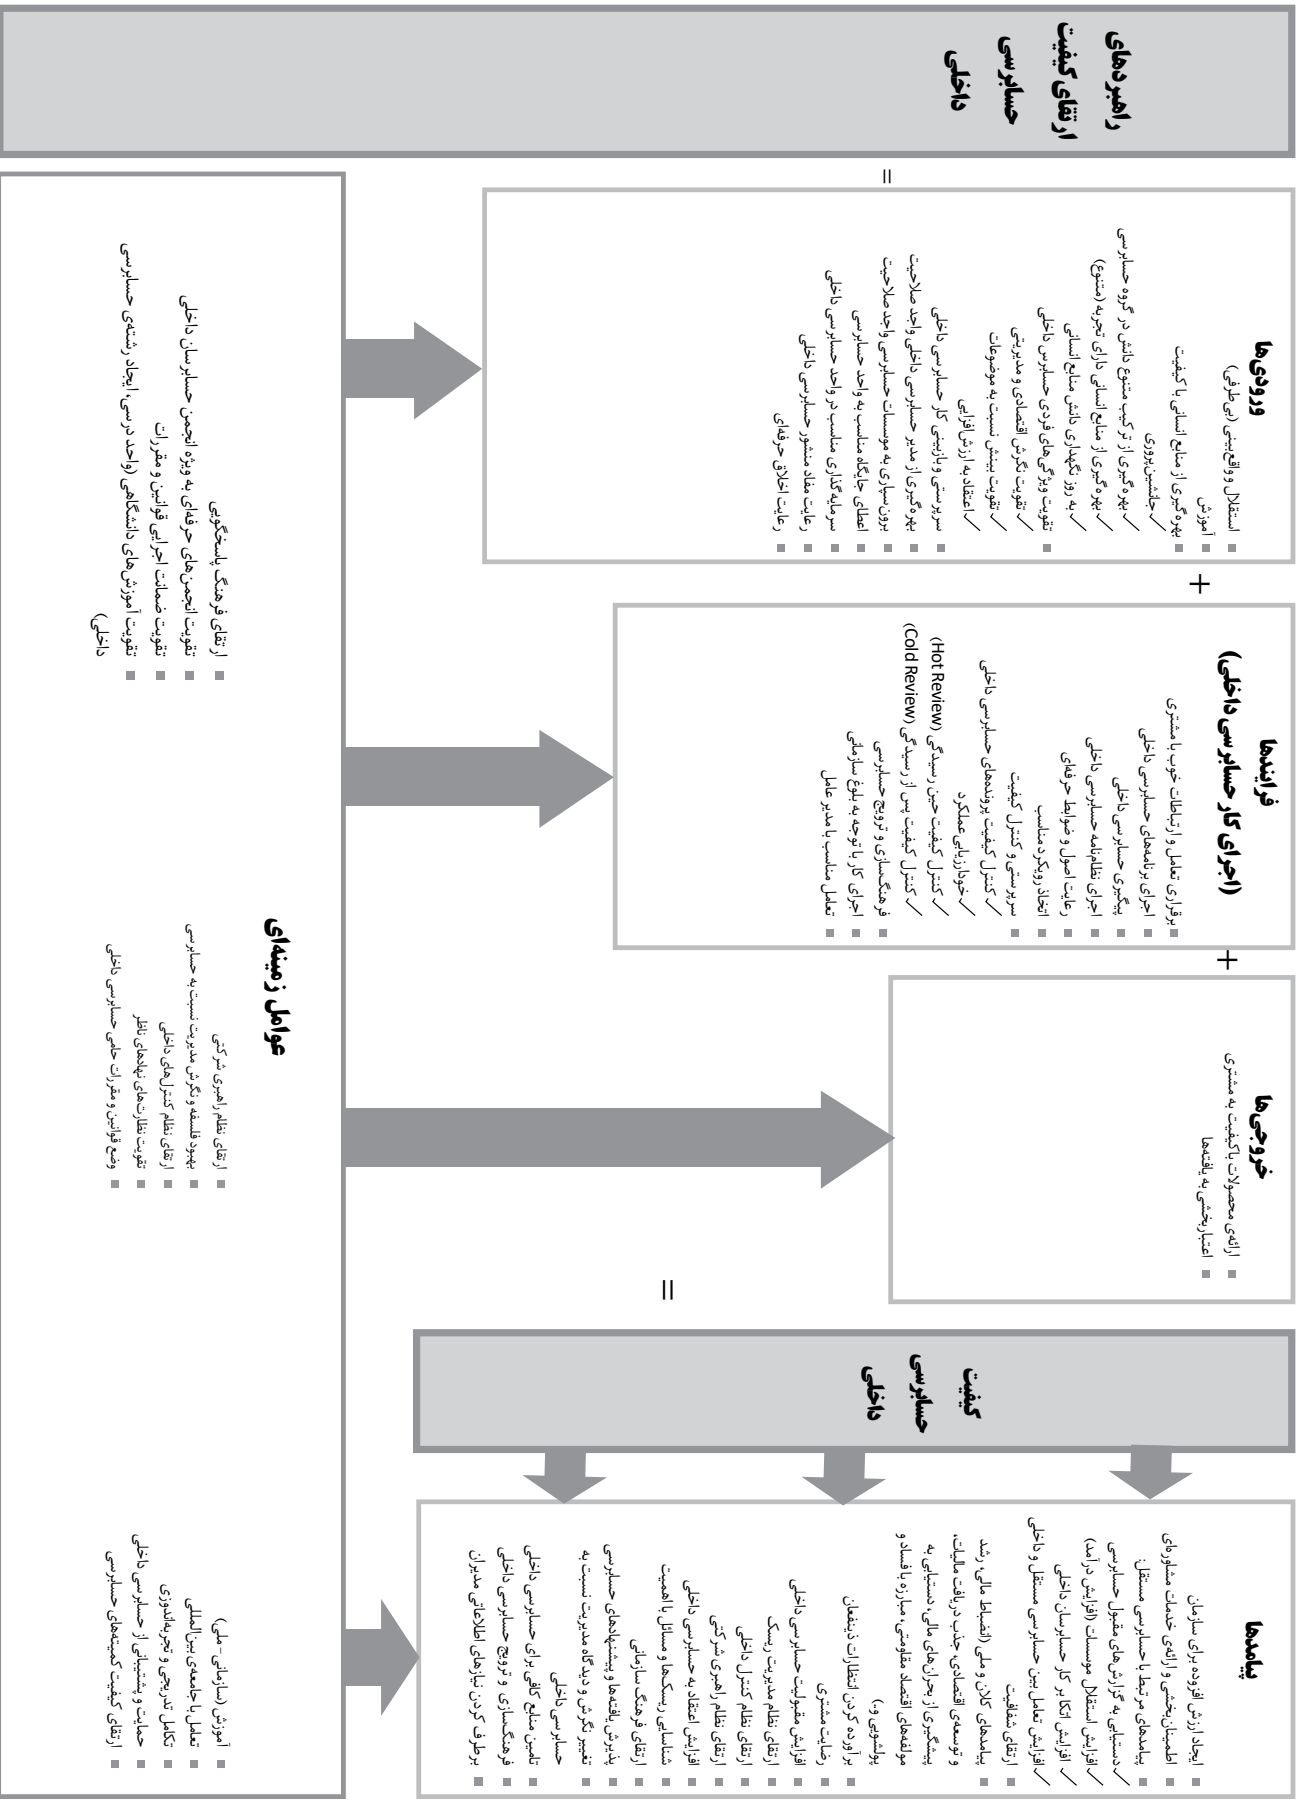 راهبردهای
ارتقای کیفیت
حسابرسی
داخلی
=
ورودی‌ها
■ استقلال و واقع‌بینی (بی‌طرفی)
■ آموزش
■ بهره‌گیری از منابع انسانی با کیفیت
✓ جانشین‌پروری
✓ بهره‌گیری از ترکیب متنوع دانش در گروه حسابرسی
✓ بهره‌گیری از منابع انسانی دارای تجربه (متنوع)
✓ به روز نگهداری دانش منابع انسانی
■ تقویت ویژگی‌های فردی حسابرس داخلی
✓ تقویت نگرش اقتصادی و مدیریتی
✓ تقویت بینش نسبت به موضوعات
✓ اعتقاد به ارزش‌افزایی
■ سرپرستی و بازبینی کار حسابرسی داخلی
■ بهره‌گیری از مدیر حسابرسی داخلی واجد صلاحیت
■ برون‌سپاری به موسسات حسابرسی واجد صلاحیت
■ اعطای جایگاه مناسب به واحد حسابرسی
■ سرمایه‌گذاری مناسب در واحد حسابرسی داخلی
■ رعایت مفاد منشور حسابرسی داخلی
■ رعایت اخلاق حرفه‌ای
+
فرایندها
(اجرای کار حسابرسی داخلی)
■ برقراری تعامل و ارتباطات خوب با مشتری
■ اجرای برنامه‌های حسابرسی داخلی
■ پیگیری حسابرسی داخلی
■ اجرای نظام‌نامه حسابرسی داخلی
■ رعایت اصول و ضوابط حرفه‌ای
■ اتخاذ رویکرد مناسب
■ سرپرستی و کنترل کیفیت
✓ کنترل کیفیت پرونده‌های حسابرسی داخلی
✓ خودارزیابی عملکرد
✓ کنترل کیفیت حین رسیدگی (Hot Review)
✓ کنترل کیفیت پس از رسیدگی (Cold Review)
■ فرهنگ‌سازی و ترویج حسابرسی
■ اجرای کار با توجه به بلوغ سازمانی
■ تعامل مناسب با مدیر عامل
+
خروجی‌ها
■ ارائه‌ی محصولات باکیفیت به مشتری
■ اعتباربخشی به یافته‌ها
=
کیفیت
حسابرسی
داخلی
پیامدها
■ ایجاد ارزش افزوده برای سازمان
■ اطمینان‌بخشی و ارائه‌ی خدمات مشاوره‌ای
■ پیامدهای مرتبط با حسابرسی مستقل:
✓ دستیابی به گزارش‌های مقبول حسابرسی
✓ افزایش استقلال موسسات (افزایش درآمد)
✓ افزایش اتکا بر کار حسابرسان داخلی
✓ افزایش تعامل بین حسابرسی مستقل و داخلی
■ ارتقای شفافیت
■ پیامدهای کلان و ملی (انضباط مالی، رشد
و توسعه‌ی اقتصادی، جذب دریافت مالیات،
پیشگیری از بحران‌های مالی، دستیابی به
مولفه‌های اقتصاد مقاومتی، مبارزه با فساد و
پولشویی و..)
■ برآورده کردن انتظارات ذینفعان
■ رضایت مشتری
■ افزایش مقبولیت حسابرسی داخلی
■ ارتقای نظام مدیریت ریسک
■ ارتقای نظام کنترل داخلی
■ ارتقای نظام راهبری شرکتی
■ افزایش اعتقاد به حسابرسی داخلی
■ شناسایی ریسک‌ها و مسائل با اهمیت
■ ارتقای فرهنگ سازمانی
■ پذیرش یافته‌ها و پیشنهادهای حسابرسی
■ تغییر نگرش و دیدگاه مدیریت نسبت به
حسابرسی داخلی
■ تامین منابع کافی برای حسابرسی داخلی
■ فرهنگ‌سازی و ترویج حسابرسی داخلی
■ برطرف کردن نیازهای اطلاعاتی مدیران
عوامل زمینه‌ای
■ ارتقای فرهنگ پاسخگویی
■ تقویت انجمن‌های حرفه‌ای به ویژه انجمن حسابرسان داخلی
■ تقویت ضمانت اجرایی قوانین و مقررات
■ تقویت آموزش‌های دانشگاهی (واحد درسی، ایجاد رشته‌ی حسابرسی
داخلی)
■ ارتقای نظام راهبری شرکتی
■ بهبود فلسفه و نگرش مدیریت نسبت به حسابرسی
■ ارتقای نظام کنترل‌های داخلی
■ تقویت نظارت‌های نهادهای ناظر
■ وضع قوانین و مقررات حامی حسابرسی داخلی
■ آموزش (سازمانی - ملی)
■ تعامل با جامعه‌ی بین‌المللی
■ تکامل تدریجی و تجربه‌اندوزی
■ حمایت و پشتیبانی از حسابرسی داخلی
■ ارتقای کیفیت کمیته‌های حسابرسی